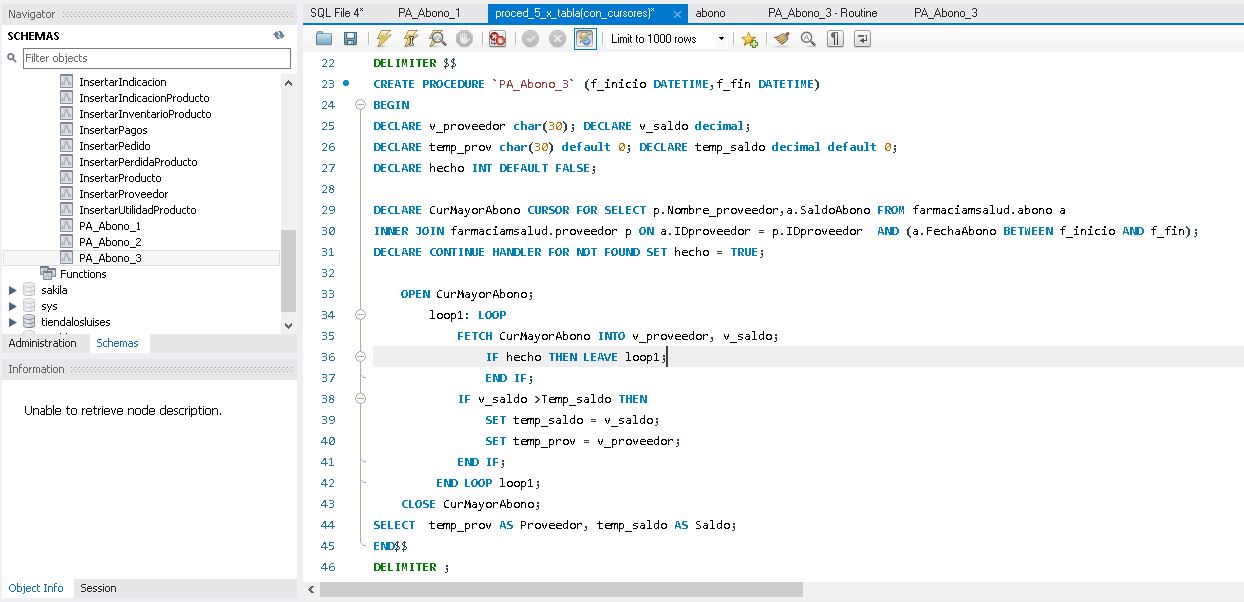 Navigator
SCHEMAS
Filter objects
InsertarIndicacion
InsertarIndicacionProducto
InsertarInventarioProducto
InsertarPagos
InsertarPedido
InsertarPerdidaProducto
InsertarProducto
InsertarProveedor
InsertarUtilidadProducto
PA_Abono_1
PA_Abono_2
PA_Abono_3
Functions
sakila
sys
tiendalosluises
Administration Schemas
Information
Unable to retrieve node description.
Object Info Session
SQL File 4* PA_Abono_1 proced_5_x_tabla(con_cursores)* abono PA_Abono_3 - Routine PA_Abono_3
Limit to 1000 rows
22 DELIMITER $$
23 CREATE PROCEDURE `PA_Abono_3` (f_inicio DATETIME,f_fin DATETIME)
24 BEGIN
25 DECLARE v_proveedor char(30); DECLARE v_saldo decimal;
26 DECLARE temp_prov char(30) default 0; DECLARE temp_saldo decimal default 0;
27 DECLARE hecho INT DEFAULT FALSE;
28
29 DECLARE CurMayorAbono CURSOR FOR SELECT p.Nombre_proveedor,a.SaldoAbono FROM farmaciamsalud.abono a
30 INNER JOIN farmaciamsalud.proveedor p ON a.IDproveedor = p.IDproveedor  AND (a.FechaAbono BETWEEN f_inicio AND f_fin);
31 DECLARE CONTINUE HANDLER FOR NOT FOUND SET hecho = TRUE;
32
33 OPEN CurMayorAbono;
34 loop1: LOOP
35 FETCH CurMayorAbono INTO v_proveedor, v_saldo;
36 IF hecho THEN LEAVE loop1;
37 END IF;
38 IF v_saldo >Temp_saldo THEN
39 SET temp_saldo = v_saldo;
40 SET temp_prov = v_proveedor;
41 END IF;
42 END LOOP loop1;
43 CLOSE CurMayorAbono;
44 SELECT  temp_prov AS Proveedor, temp_saldo AS Saldo;
45 END$$
46 DELIMITER ;